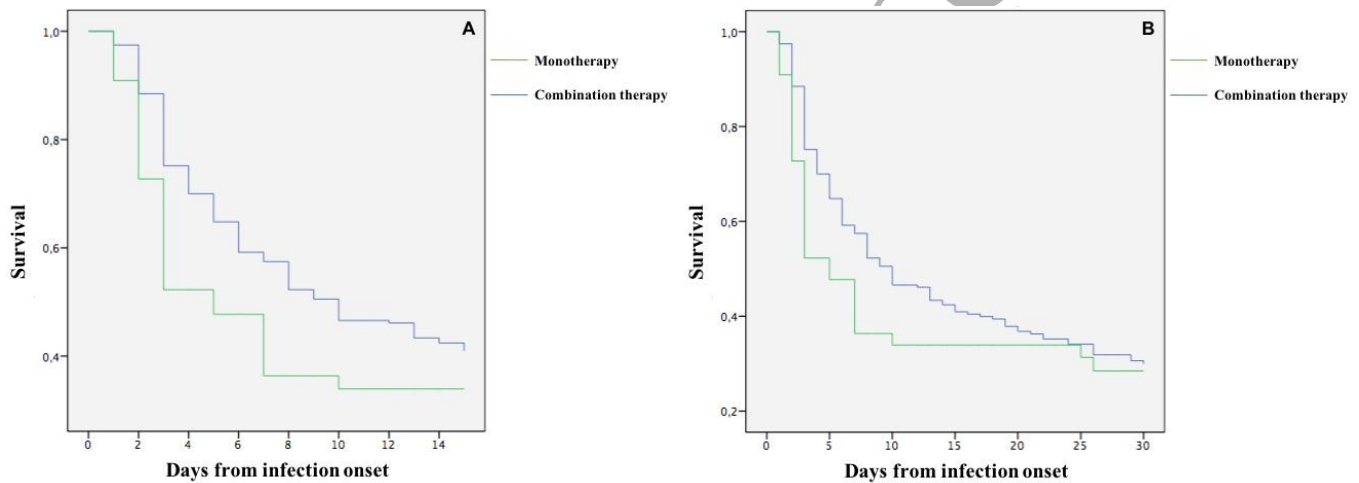 A
1,0
0,8
0,6
0,4
Survival
0 2 4 6 8 10 12 14
Days from infection onset
Monotherapy
Combination therapy
B
1,0
0,8
0,6
0,4
0,2
Survival
0 5 10 15 20 25 30
Days from infection onset
Monotherapy
Combination therapy